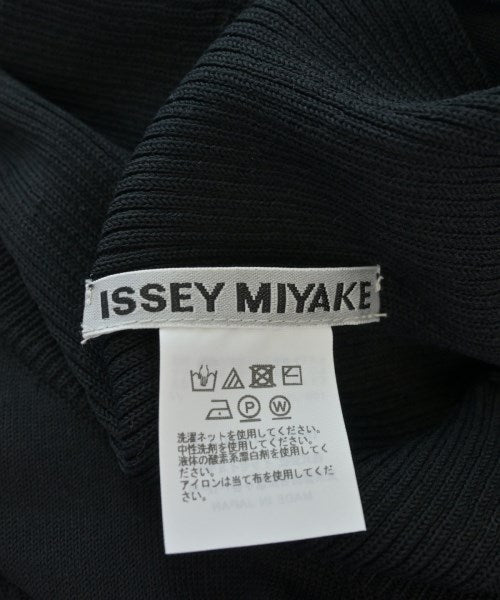 ISSEY MIYAKE
P W
洗濯ネットを使用してください。
中性洗剤を使用してください。
液体の酸素系漂白剤を使用してください。
アイロンは当て布を使用してください。
MADE IN JAPAN